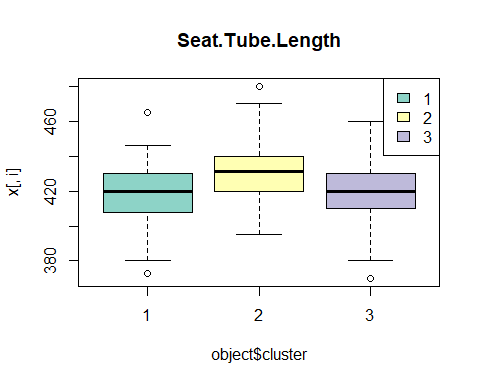 Seat.Tube.Length
x[, i]
460
420
380
1
2
3
1 2 3
object$cluster